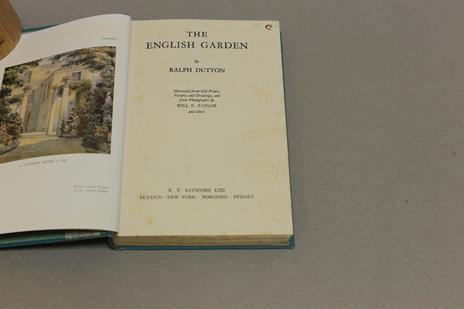 THE
ENGLISH GARDEN
By
RALPH DUTTON
Illustrated from Old Prints,
Pictures and Drawings, and
from Photographs by
WILL F. TAYLOR
and others
B. T. BATSFORD LTD
LONDON · NEW YORK · TORONTO · SYDNEY